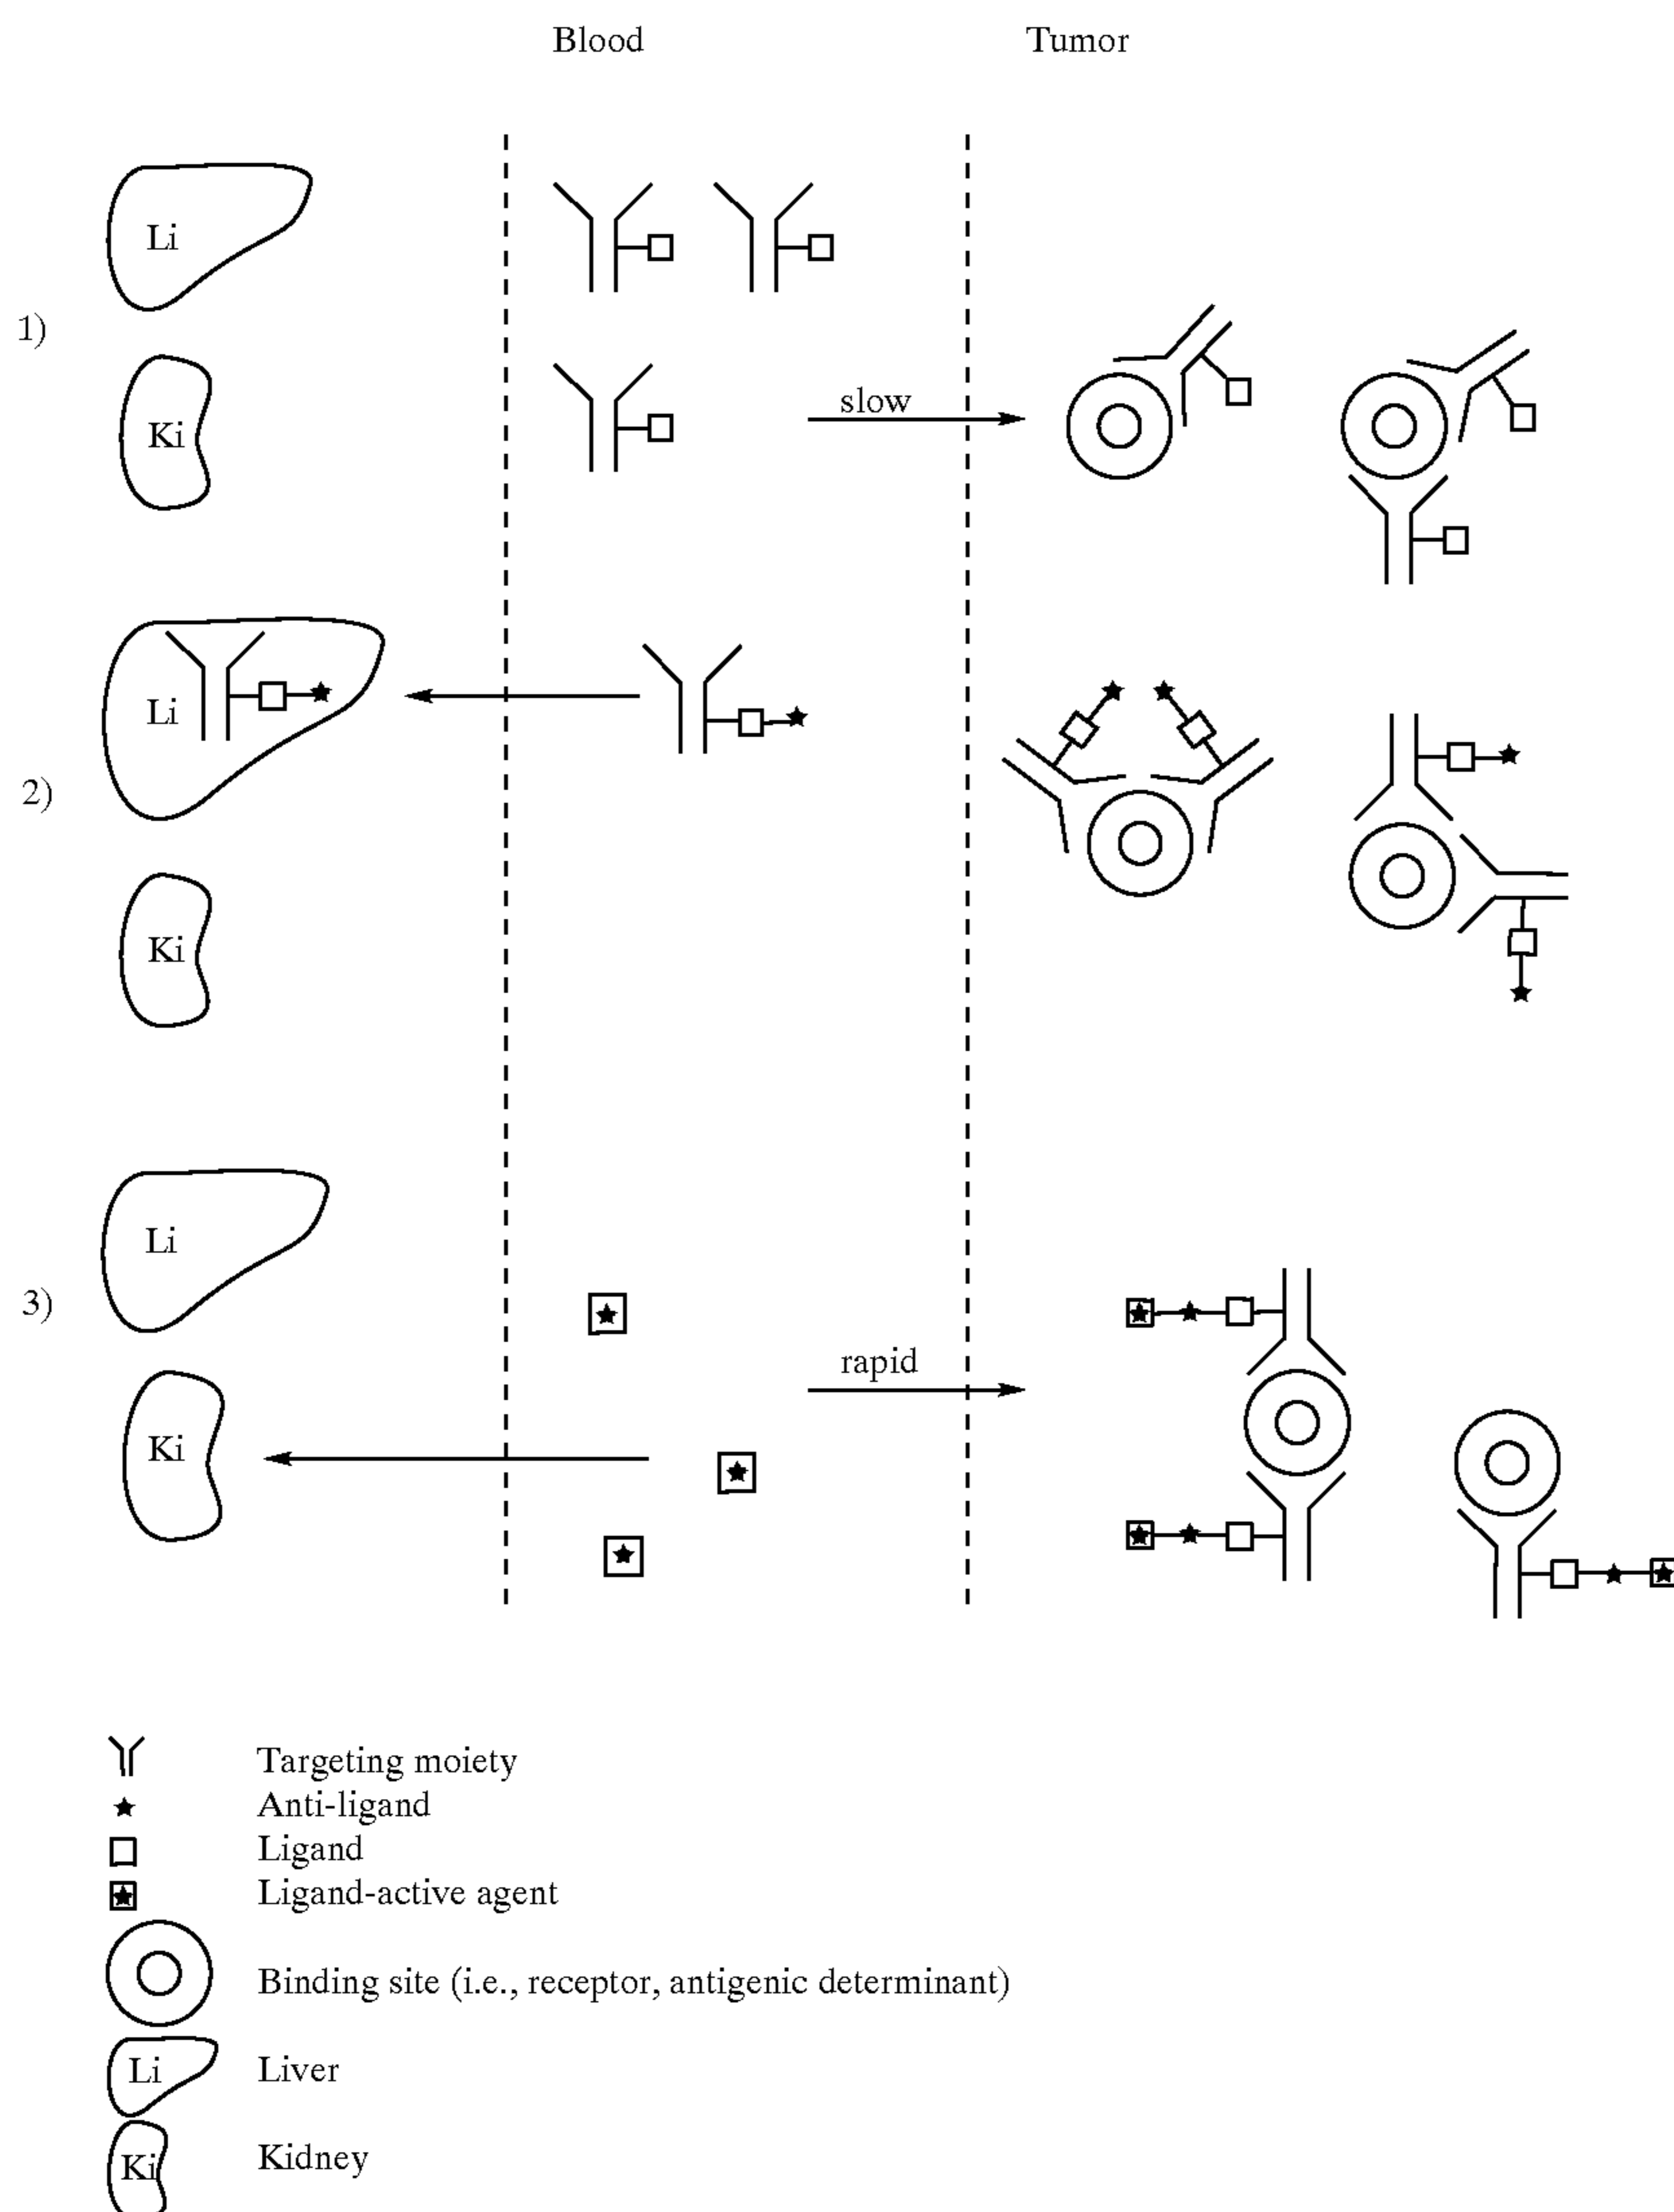 Blood
Tumor
Li
1)
Ki
slow
Li
2)
Ki
Li
3)
rapid
Ki
Targeting moiety
Anti-ligand
Ligand
Ligand-active agent
Binding site (i.e., receptor, antigenic determinant)
Li
Liver
Ki
Kidney